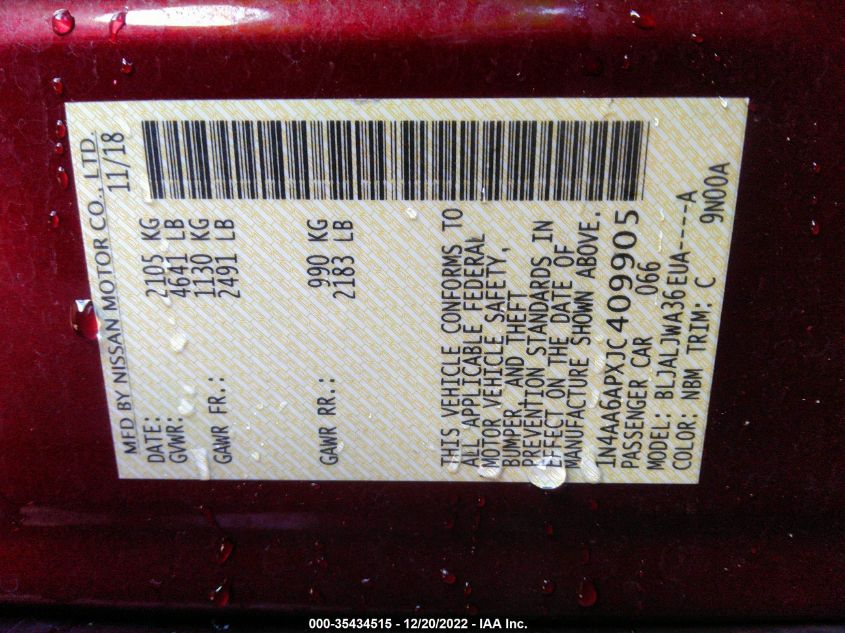 MFD BY NISSAN MOTOR CO., LTD.
DATE: 11/18
GVWR: 2105 KG
4641 LB
GAWR FR.: 1130 KG
2491 LB
GAWR RR.: 990 KG
2183 LB
THIS VEHICLE CONFORMS TO
ALL APPLICABLE FEDERAL
MOTOR VEHICLE SAFETY,
BUMPER AND THEFT
PREVENTION STANDARDS IN
EFFECT ON THE DATE OF
MANUFACTURE SHOWN ABOVE.
1N4AA6APXJC409905
PASSENGER CAR 066
MODEL: BLJALJWA36EUA----A
COLOR: NBM TRIM: C 9N00A
000-35434515 - 12/20/2022 - IAA Inc.